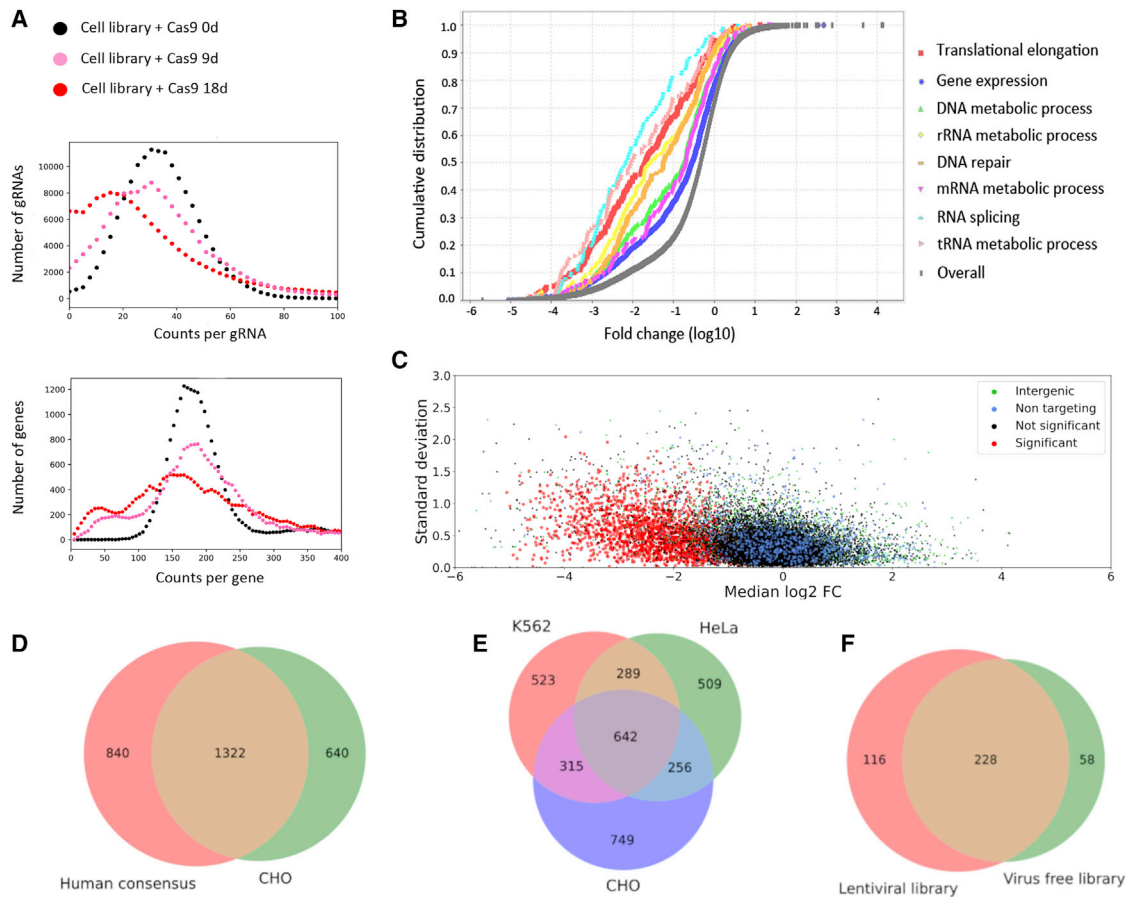 A
Cell library + Cas9 0d
Cell library + Cas9 9d
Cell library + Cas9 18d
Number of gRNAs
10000
8000
6000
4000
2000
0
0 20 40 60 80 100
Counts per gRNA
Number of genes
1200
1000
800
600
400
200
0
0 50 100 150 200 250 300 350 400
Counts per gene
B
Cumulative distribution
1.0
0.9
0.8
0.7
0.6
0.5
0.4
0.3
0.2
0.1
0.0
-6 -5 -4 -3 -2 -1 0 1 2 3 4
Fold change (log10)
Translational elongation
Gene expression
DNA metabolic process
rRNA metabolic process
DNA repair
mRNA metabolic process
RNA splicing
tRNA metabolic process
Overall
C
Standard deviation
3.0
2.5
2.0
1.5
1.0
0.5
0.0
−6 −4 −2 0 2 4 6
Median log2 FC
Intergenic
Non targeting
Not significant
Significant
D
840 1322 640
Human consensus CHO
E
K562 HeLa
523 289 509
642
315 256
749
CHO
F
116 228 58
Lentiviral library Virus free library